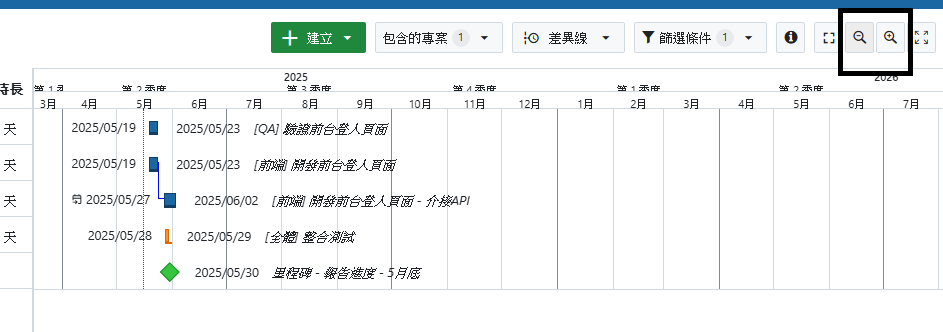 建立
包含的專案 1
差異線
篩選條件 1
2025
2026
第 2 季度
第 3 季度
第 4 季度
第 1 季度
第 2 季度
時長
3月 4月 5月 6月 7月 8月 9月 10月 11月 12月 1月 2月 3月 4月 5月 6月 7月
天 2025/05/19 2025/05/23 [QA] 驗證前台登入頁面
天 2025/05/19 2025/05/23 [前端] 開發前台登入頁面
天 2025/05/27 2025/06/02 [前端] 開發前台登入頁面 - 介接API
天 2025/05/28 2025/05/29 [全體] 整合測試
2025/05/30 里程碑 - 報告進度 - 5月底